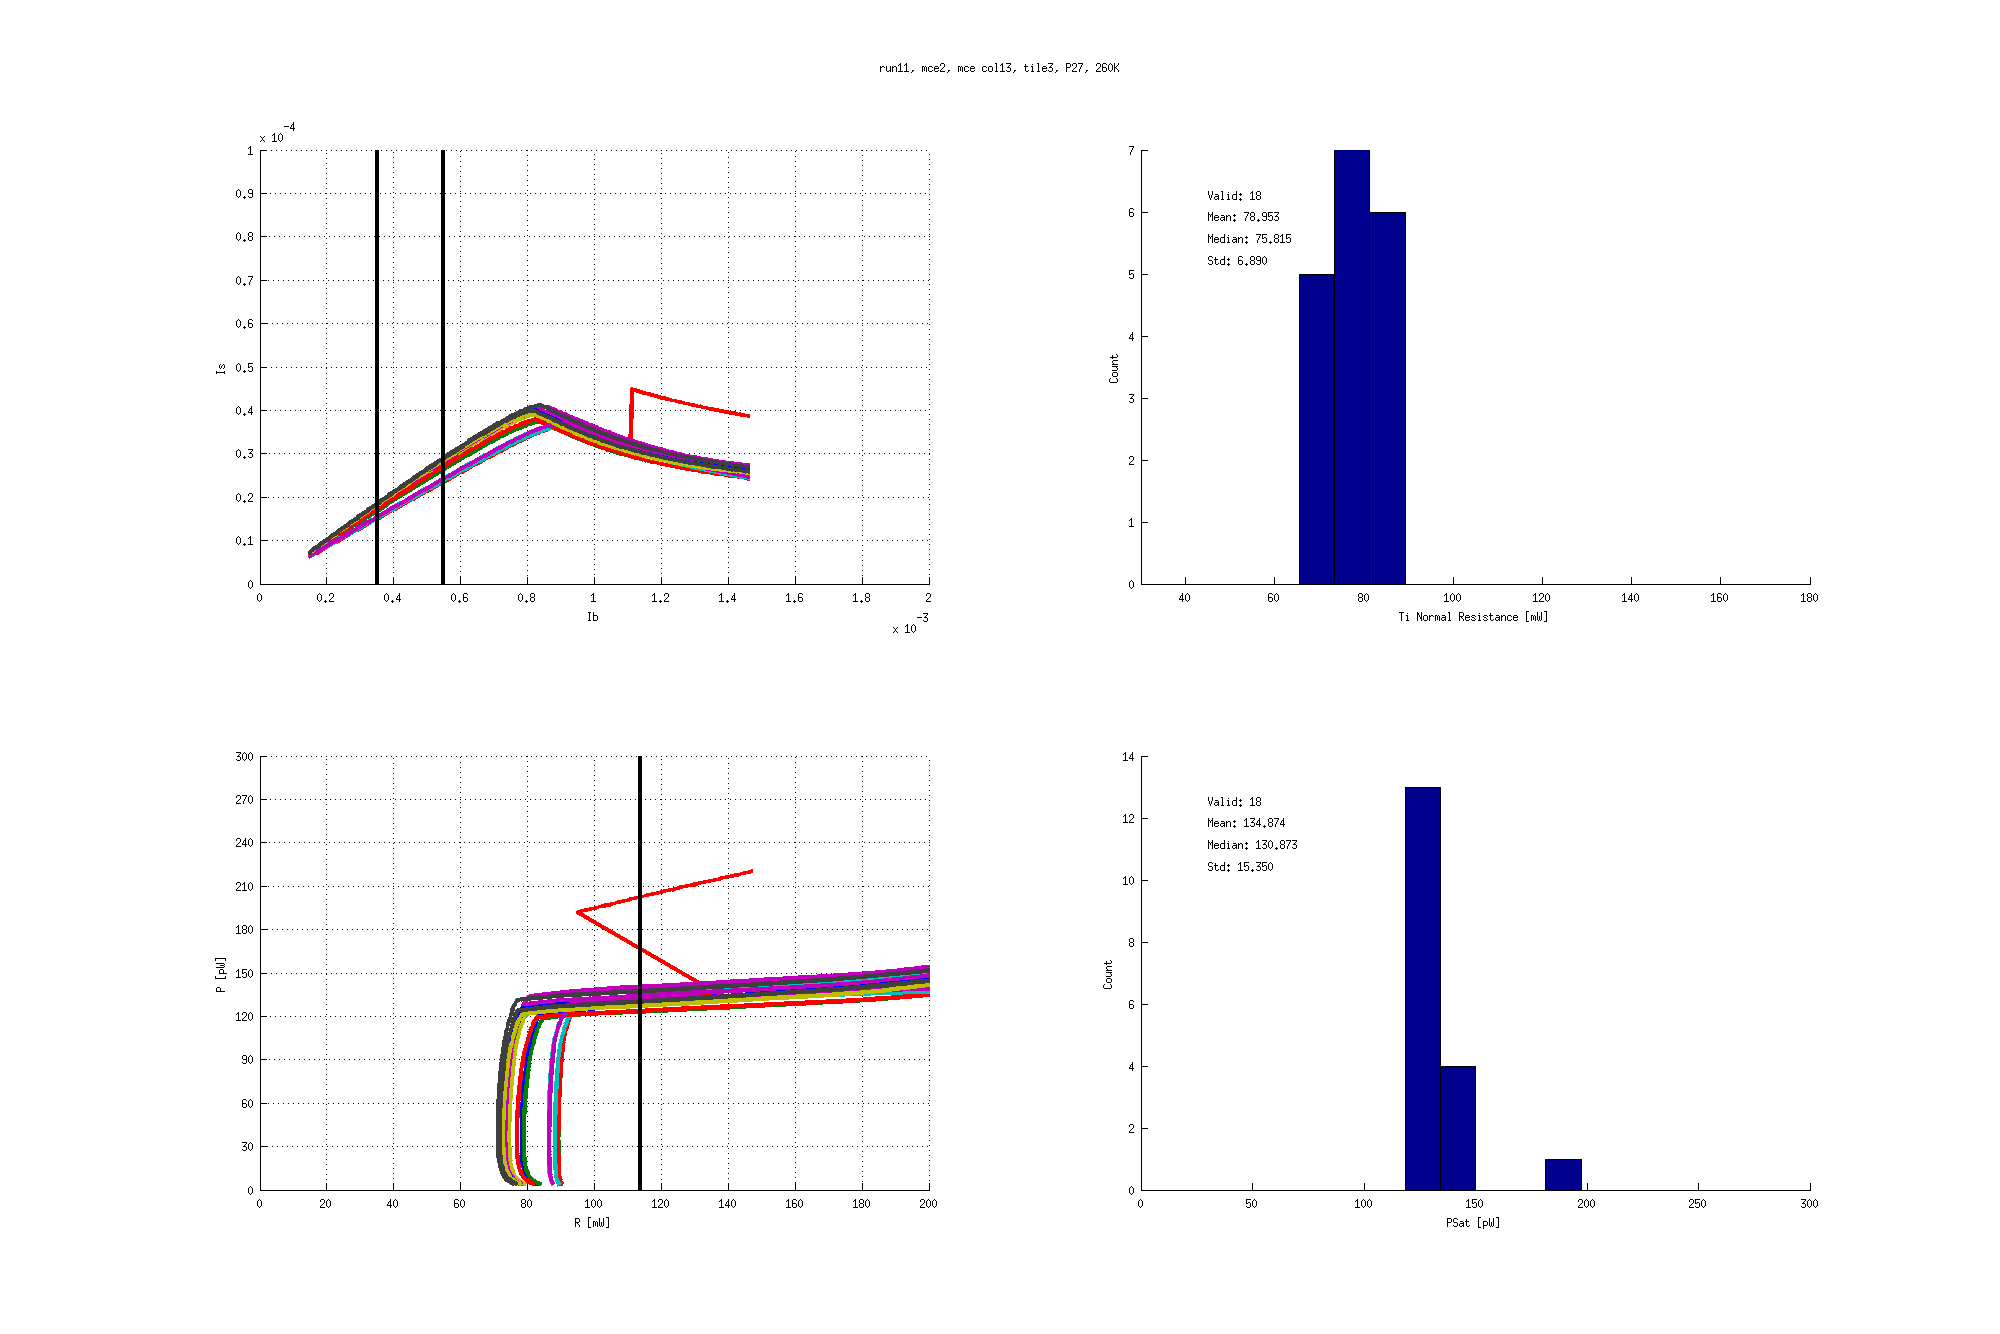 run11, mce2, mce col13, tile3, P27, 260K
x 10^-4
1
0.9
0.8
0.7
0.6
0.5
0.4
0.3
0.2
0.1
0
Is
0 0.2 0.4 0.6 0.8 1 1.2 1.4 1.6 1.8 2
Ib
x 10^-3
7
6
5
4
3
2
1
0
Count
Valid: 18
Mean: 78.953
Median: 75.815
Std: 6.890
40 60 80 100 120 140 160 180
Ti Normal Resistance [mW]
300
270
240
210
180
150
120
90
60
30
0
P [pW]
0 20 40 60 80 100 120 140 160 180 200
R [mW]
14
12
10
8
6
4
2
0
Count
Valid: 18
Mean: 134.874
Median: 130.873
Std: 15.350
0 50 100 150 200 250 300
PSat [pW]